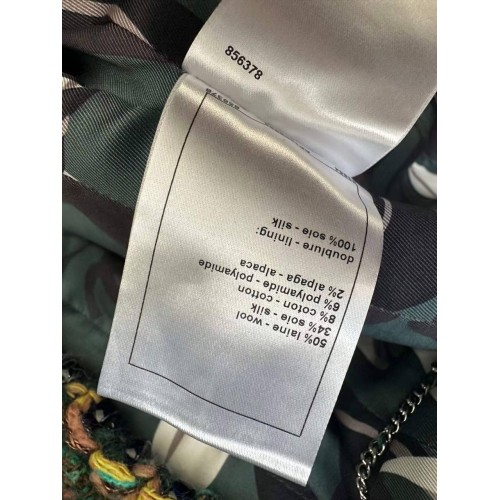 856378
50% laine - wool
34% soie - silk
8% coton - cotton
6% polyamide - polyamide
2% alpaga - alpaca
doublure - lining:
100% soie - silk